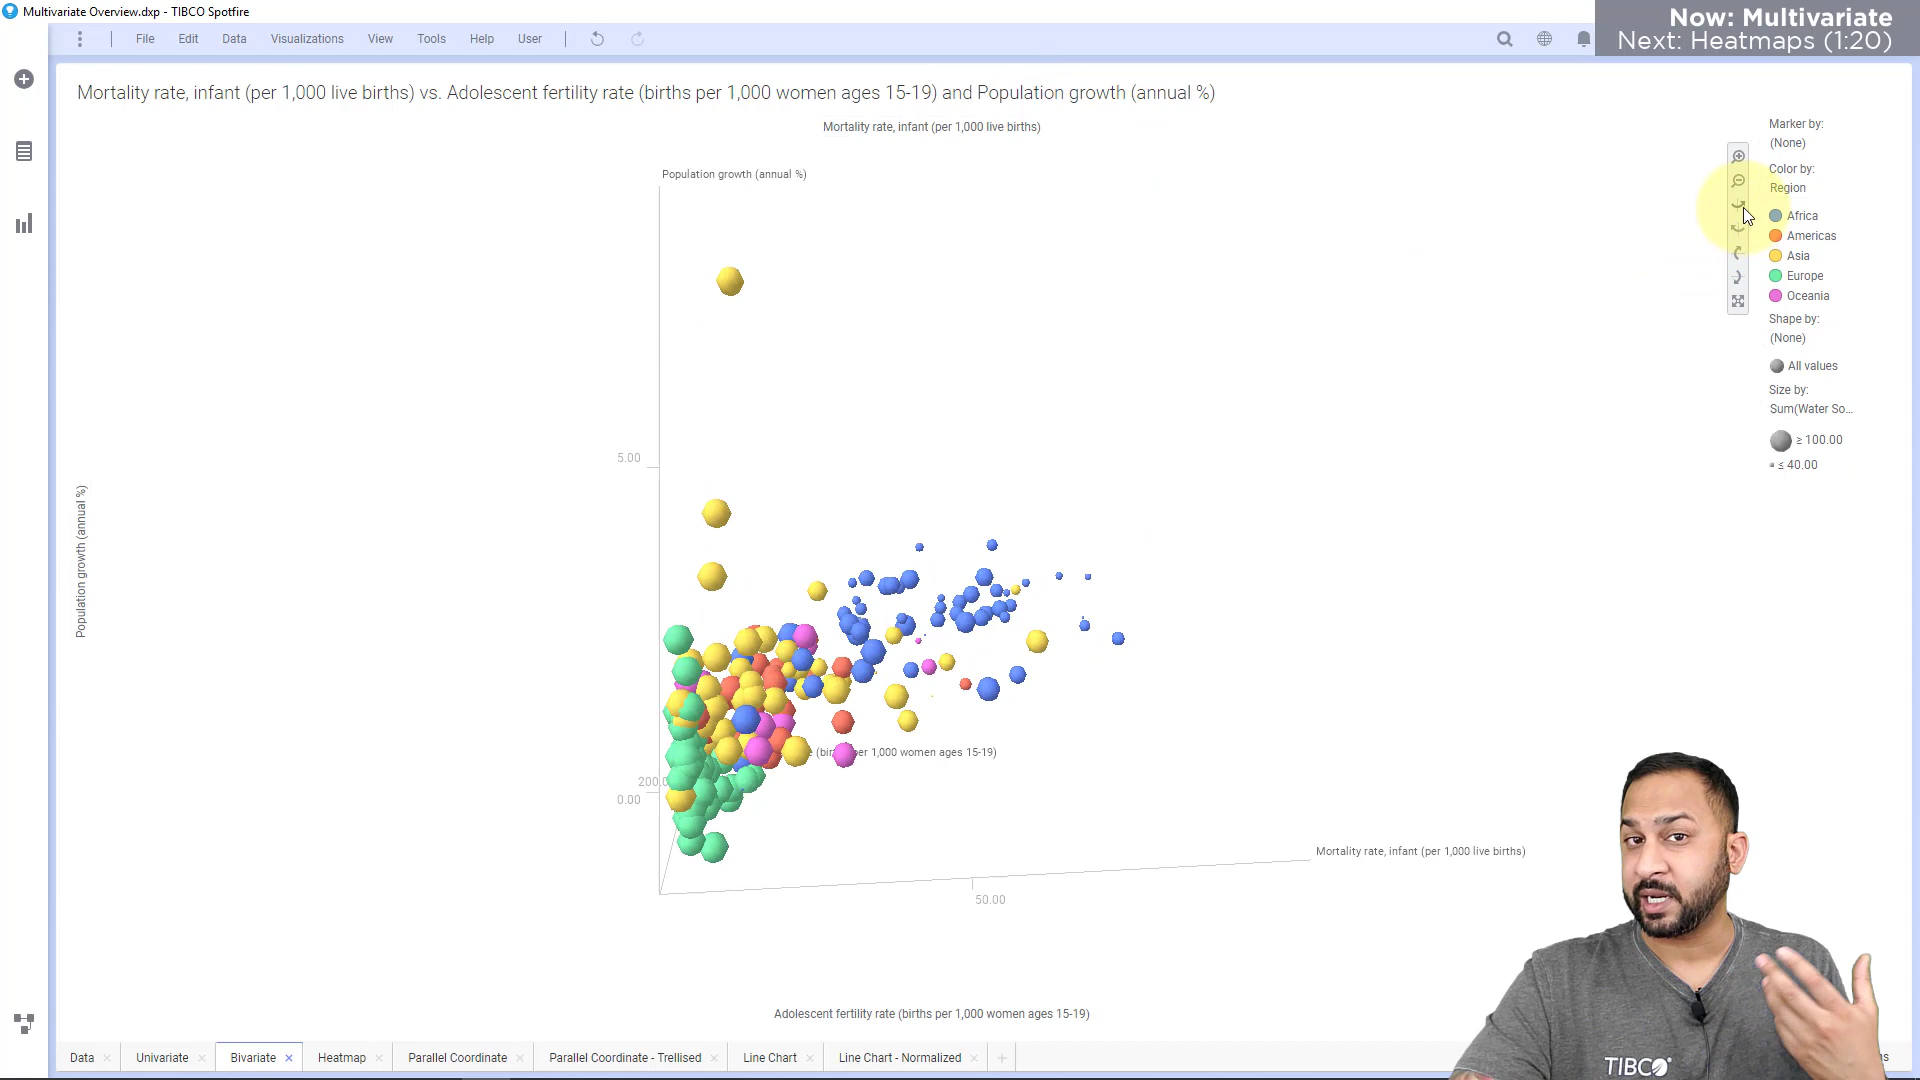 Multivariate Overview.dxp - TIBCO Spotfire
Now: Multivariate
Next: Heatmaps (1:20)
File Edit Data Visualizations View Tools Help User
Mortality rate, infant (per 1,000 live births) vs. Adolescent fertility rate (births per 1,000 women ages 15-19) and Population growth (annual %)
Mortality rate, infant (per 1,000 live births)
Population growth (annual %)
Marker by:
(None)
Color by:
Region
Africa
Americas
Asia
Europe
Oceania
Shape by:
(None)
All values
Size by:
Sum(Water So...
≥ 100.00
≤ 40.00
5.00
Population growth (annual %)
per 1,000 women ages 15-19)
200.0
0.00
Mortality rate, infant (per 1,000 live births)
50.00
Adolescent fertility rate (births per 1,000 women ages 15-19)
Data Univariate Bivariate Heatmap Parallel Coordinate Parallel Coordinate - Trellised Line Chart Line Chart - Normalized
TIBCO